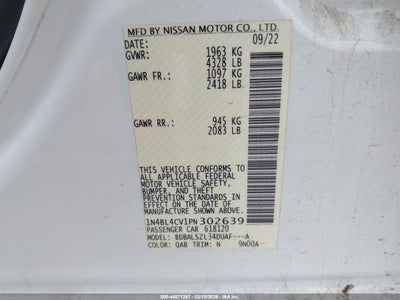 MFD BY NISSAN MOTOR CO., LTD.
DATE: 09/22
GVWR: 1963 KG
4328 LB
GAWR FR: 1097 KG
2418 LB
GAWR RR: 945 KG
2083 LB
THIS VEHICLE CONFORMS TO
ALL APPLICABLE FEDERAL
MOTOR VEHICLE SAFETY,
BUMPER, AND THEFT
PREVENTION STANDARDS IN
EFFECT ON THE DATE OF
MANUFACTURE SHOWN ABOVE.
1N4BL4CV1PN 302639
PASSENGER CAR 618120
MODEL: BDBALSZL34DUAF---A
COLOR: QAB TRIM: N 9N00A-